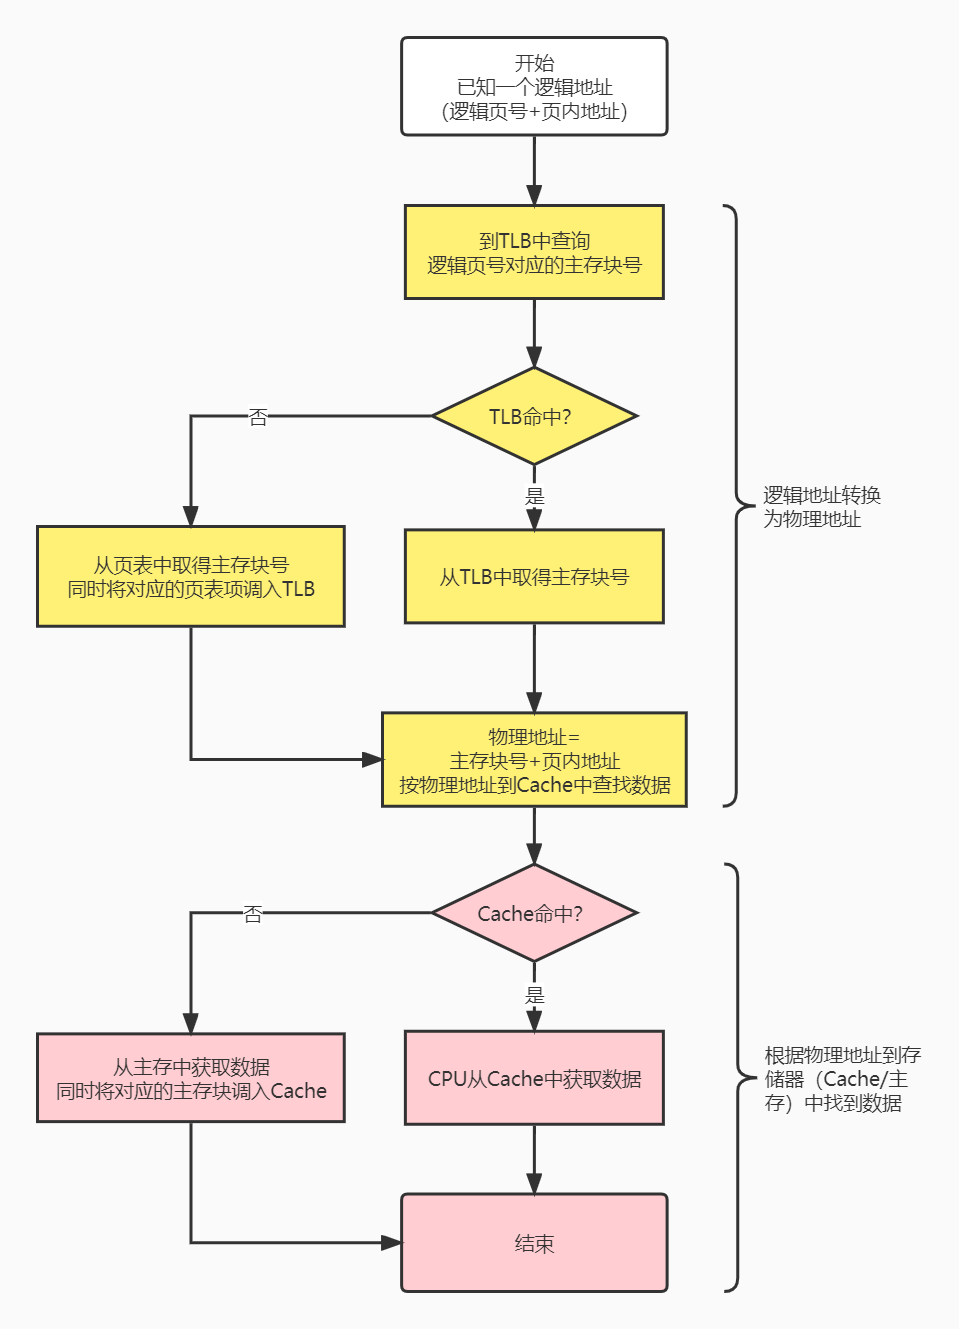 开始
已知一个逻辑地址
（逻辑页号+页内地址）
到TLB中查询
逻辑页号对应的主存块号
TLB命中？
否
是
从页表中取得主存块号
同时将对应的页表项调入TLB
从TLB中取得主存块号
逻辑地址转换
为物理地址
物理地址=
主存块号+页内地址
按物理地址到Cache中查找数据
Cache命中？
否
是
从主存中获取数据
同时将对应的主存块调入Cache
CPU从Cache中获取数据
根据物理地址到存
储器（Cache/主
存）中找到数据
结束